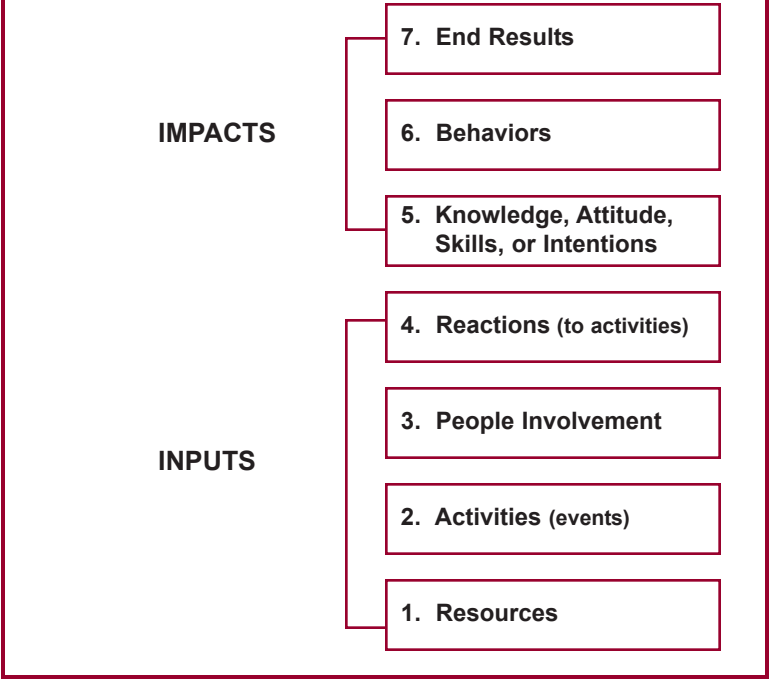 7. End Results
IMPACTS
6. Behaviors
5. Knowledge, Attitude,
Skills, or Intentions
4. Reactions (to activities)
3. People Involvement
INPUTS
2. Activities (events)
1. Resources